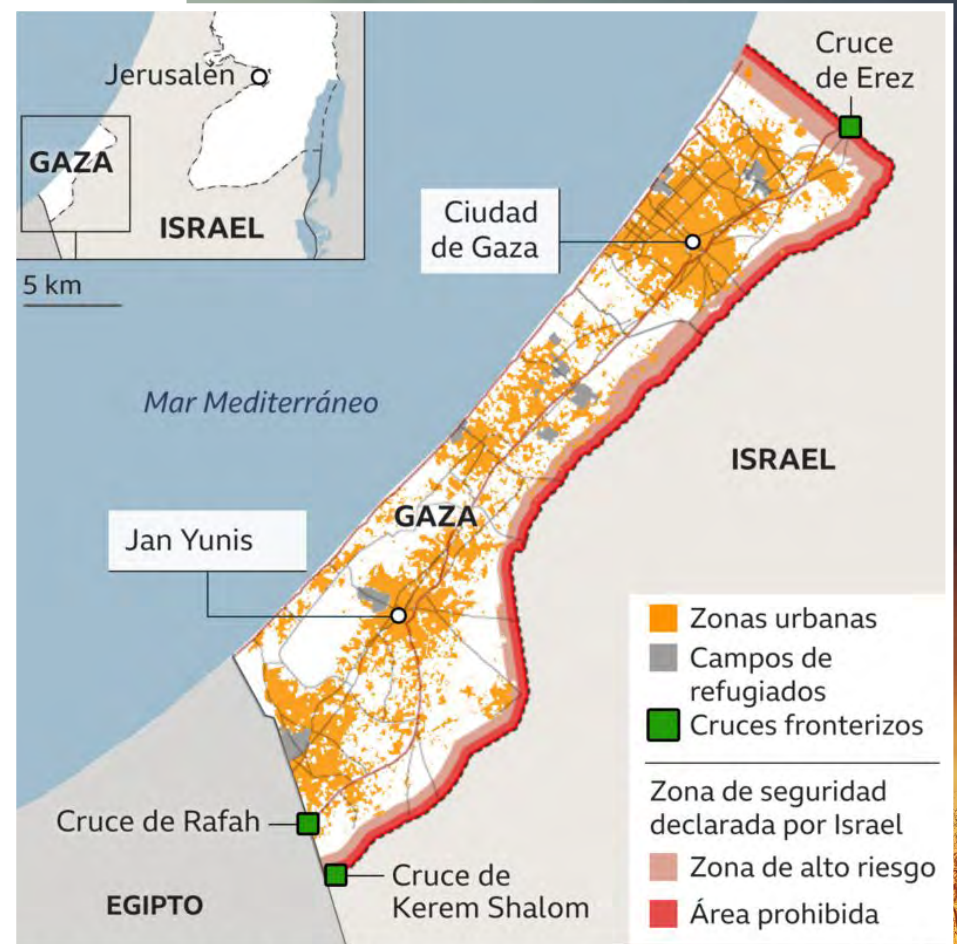 Jerusalén
GAZA
ISRAEL
5 km
Cruce
de Erez
Ciudad
de Gaza
Mar Mediterráneo
ISRAEL
GAZA
Jan Yunis
Cruce de Rafah
Cruce de
Kerem Shalom
EGIPTO
Zonas urbanas
Campos de
refugiados
Cruces fronterizos
Zona de seguridad
declarada por Israel
Zona de alto riesgo
Área prohibida